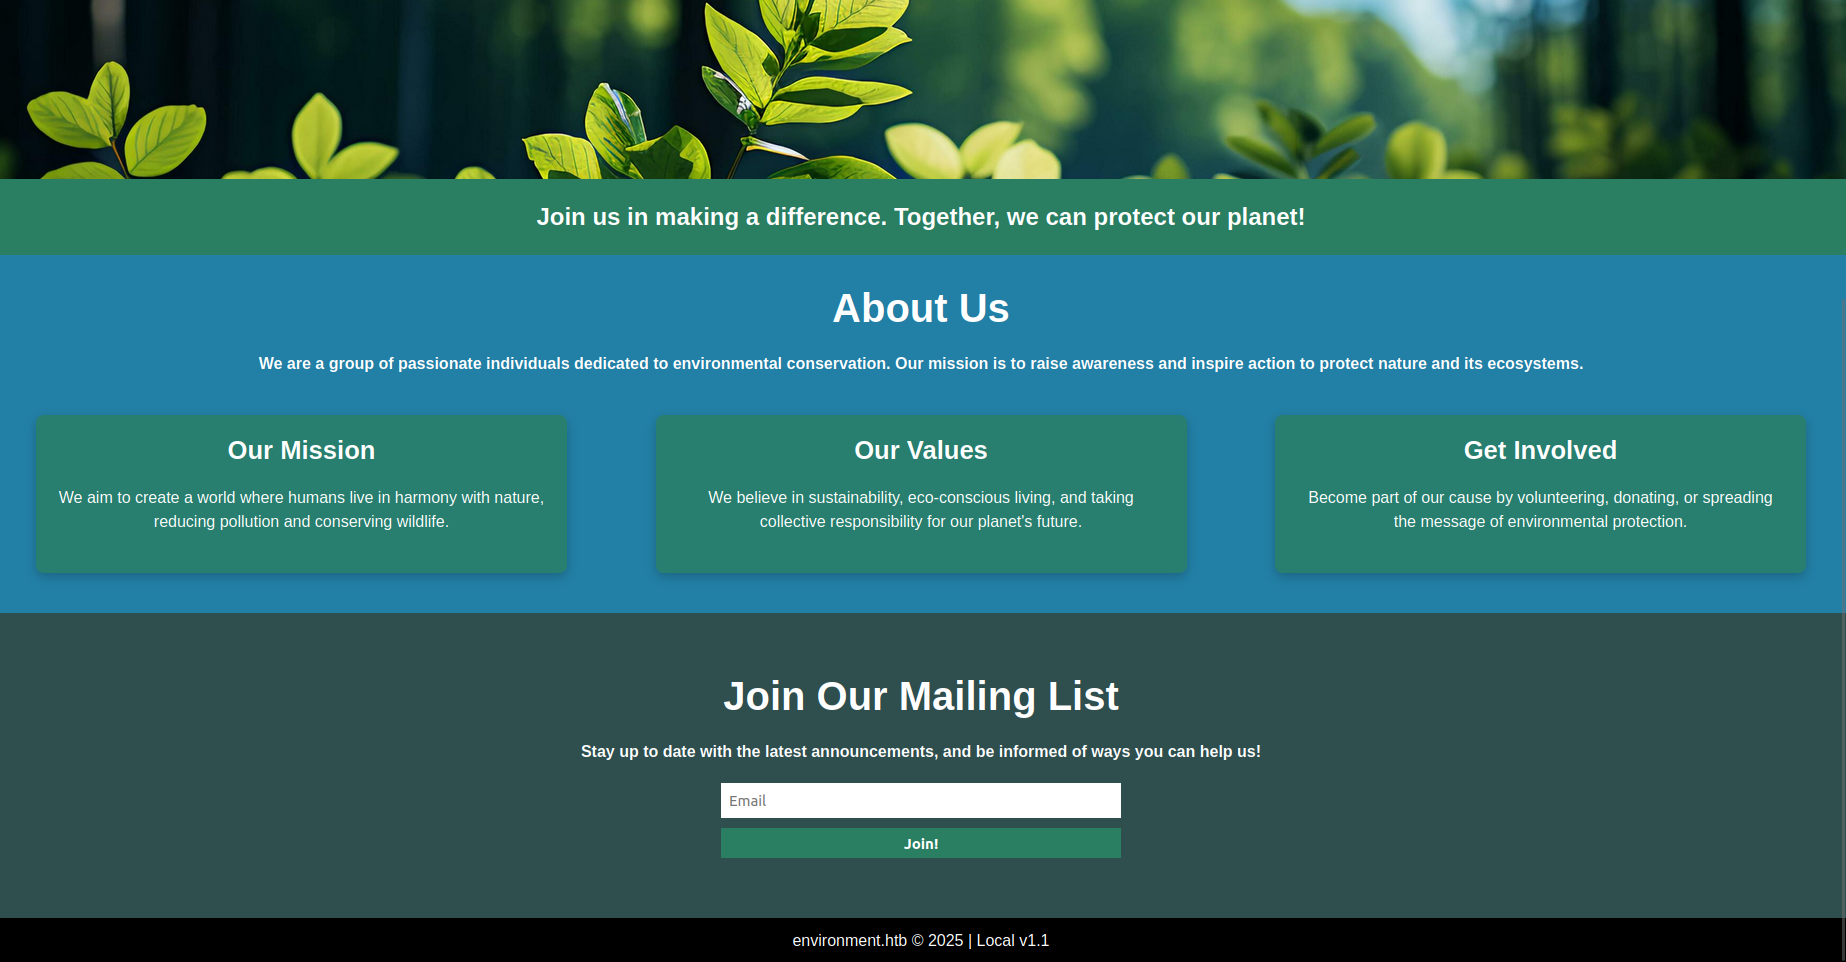 Join us in making a difference. Together, we can protect our planet!
About Us
We are a group of passionate individuals dedicated to environmental conservation. Our mission is to raise awareness and inspire action to protect nature and its ecosystems.
Our Mission
We aim to create a world where humans live in harmony with nature,
reducing pollution and conserving wildlife.
Our Values
We believe in sustainability, eco-conscious living, and taking
collective responsibility for our planet's future.
Get Involved
Become part of our cause by volunteering, donating, or spreading
the message of environmental protection.
Join Our Mailing List
Stay up to date with the latest announcements, and be informed of ways you can help us!
Email
Join!
environment.htb © 2025 | Local v1.1